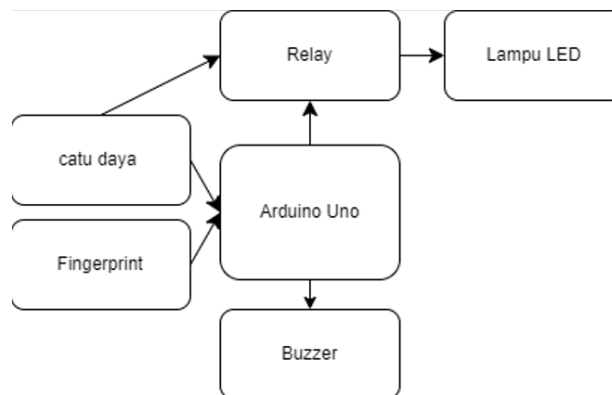 Relay
Lampu LED
catu daya
Arduino Uno
Fingerprint
Buzzer